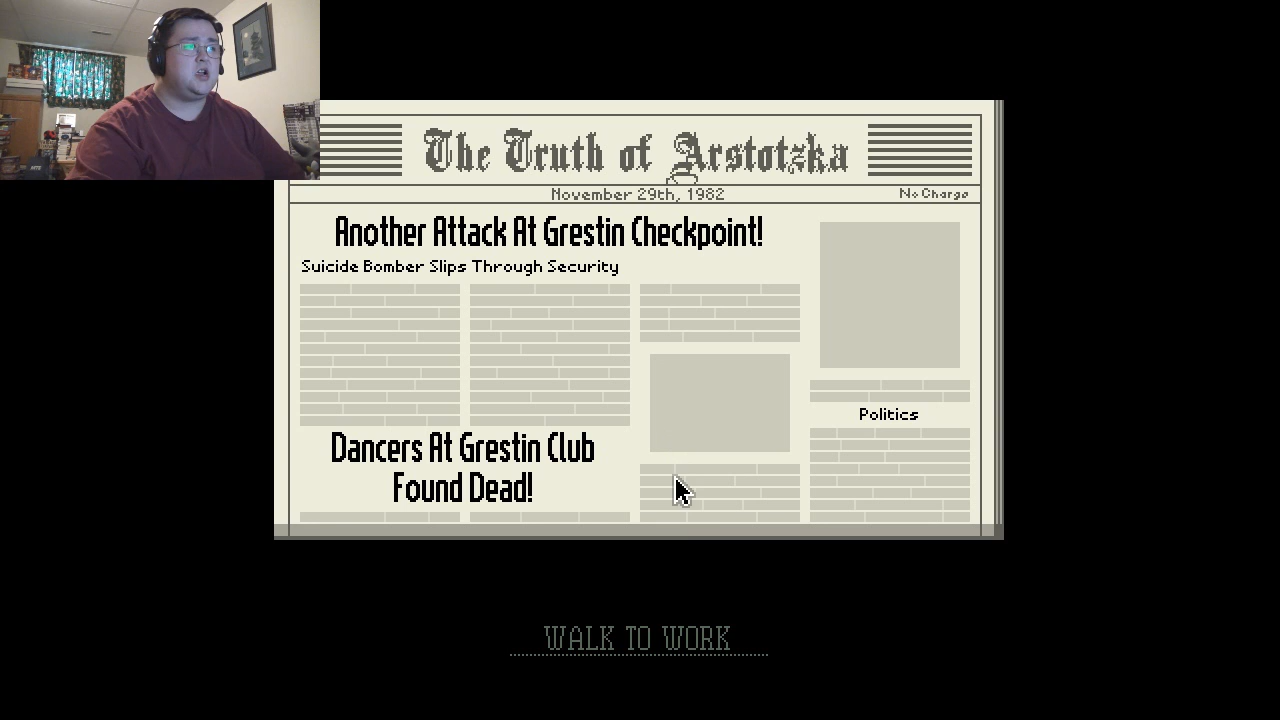 The Truth of Arstotzka
November 29th, 1982
No Charge
Another Attack At Grestin Checkpoint!
Suicide Bomber Slips Through Security
Dancers At Grestin Club
Found Dead!
Politics
WALK TO WORK